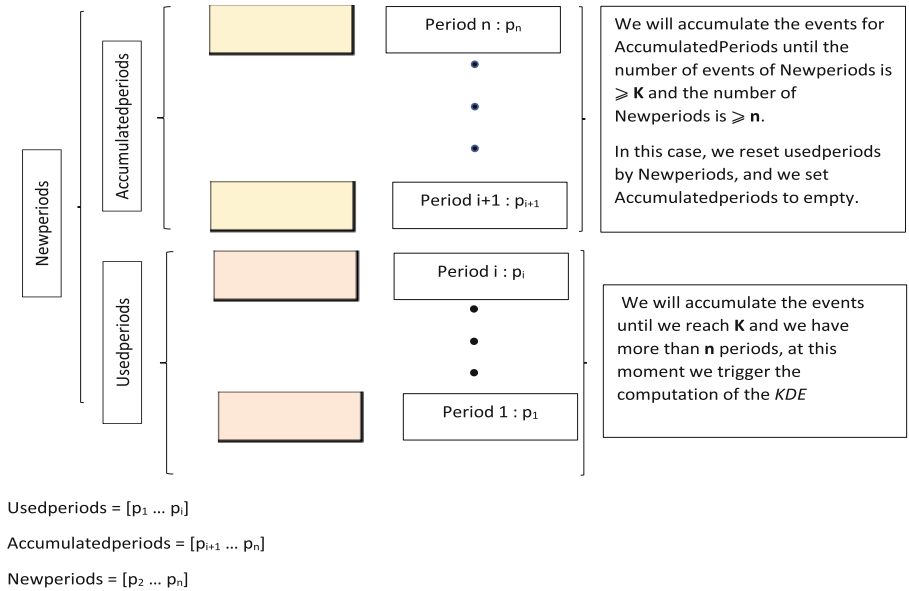 Newperiods
Accumulatedperiods
Usedperiods
Period n : pₙ
Period i+1 : pᵢ₊₁
Period i : pᵢ
Period 1 : p₁
We will accumulate the events for
AccumulatedPeriods until the
number of events of Newperiods is
⩾ K and the number of
Newperiods is ⩾ n.
In this case, we reset usedperiods
by Newperiods, and we set
Accumulatedperiods to empty.
We will accumulate the events
until we reach K and we have
more than n periods, at this
moment we trigger the
computation of the KDE
Usedperiods = [p₁ … pᵢ]
Accumulatedperiods = [pᵢ₊₁ … pₙ]
Newperiods = [p₂ … pₙ]